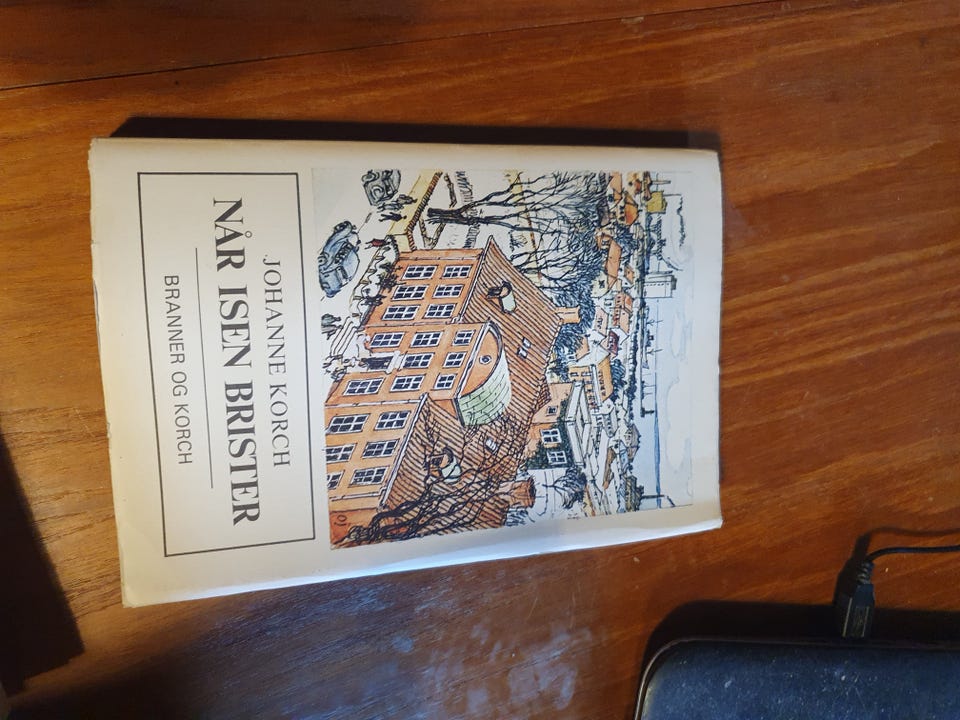 JOHANNE KORCH
NÅR ISEN BRISTER
BRANNER OG KORCH